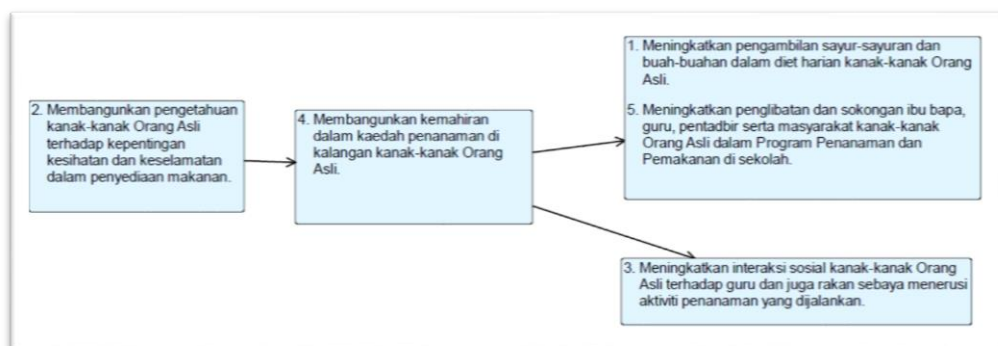 2. Membangunkan pengetahuan
kanak-kanak Orang Asli
terhadap kepentingan
kesihatan dan keselamatan
dalam penyediaan makanan.
4. Membangunkan kemahiran
dalam kaedah penanaman di
kalangan kanak-kanak Orang
Asli.
1. Meningkatkan pengambilan sayur-sayuran dan
buah-buahan dalam diet harian kanak-kanak Orang
Asli.
5. Meningkatkan penglibatan dan sokongan ibu bapa,
guru, pentadbir serta masyarakat kanak-kanak
Orang Asli dalam Program Penanaman dan
Pemakanan di sekolah.
3. Meningkatkan interaksi sosial kanak-kanak Orang
Asli terhadap guru dan juga rakan sebaya menerusi
aktiviti penanaman yang dijalankan.